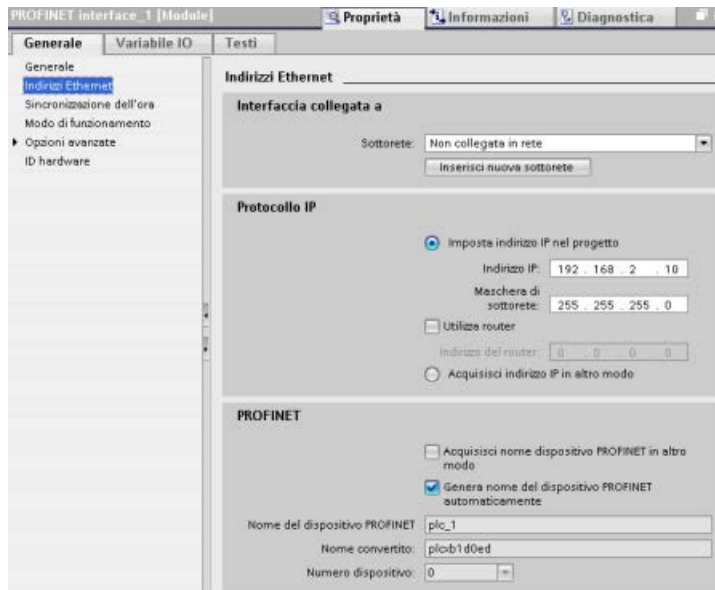 PROFINET interface_1 [Module]
Proprietà
Informazioni
Diagnostica
Generale
Variabile IO
Testi
Generale
Indirizzi Ethernet
Sincronizzazione dell'ora
Modo di funzionamento
Opzioni avanzate
ID hardware
Indirizzi Ethernet
Interfaccia collegata a
Sottorete: Non collegata in rete
Inserisci nuova sottorete
Protocollo IP
Imposta indirizzo IP nel progetto
Indirizzo IP: 192 . 168 . 2 . 10
Maschera di
sottorete: 255 . 255 . 255 . 0
Utilizza router
Indirizzo del router: 0 . 0 . 0 . 0
Acquisisci indirizzo IP in altro modo
PROFINET
Acquisisci nome dispositivo PROFINET in altro
modo
Genera nome del dispositivo PROFINET
automaticamente
Nome del dispositivo PROFINET plc_1
Nome convertito: plcxb1d0ed
Numero dispositivo: 0